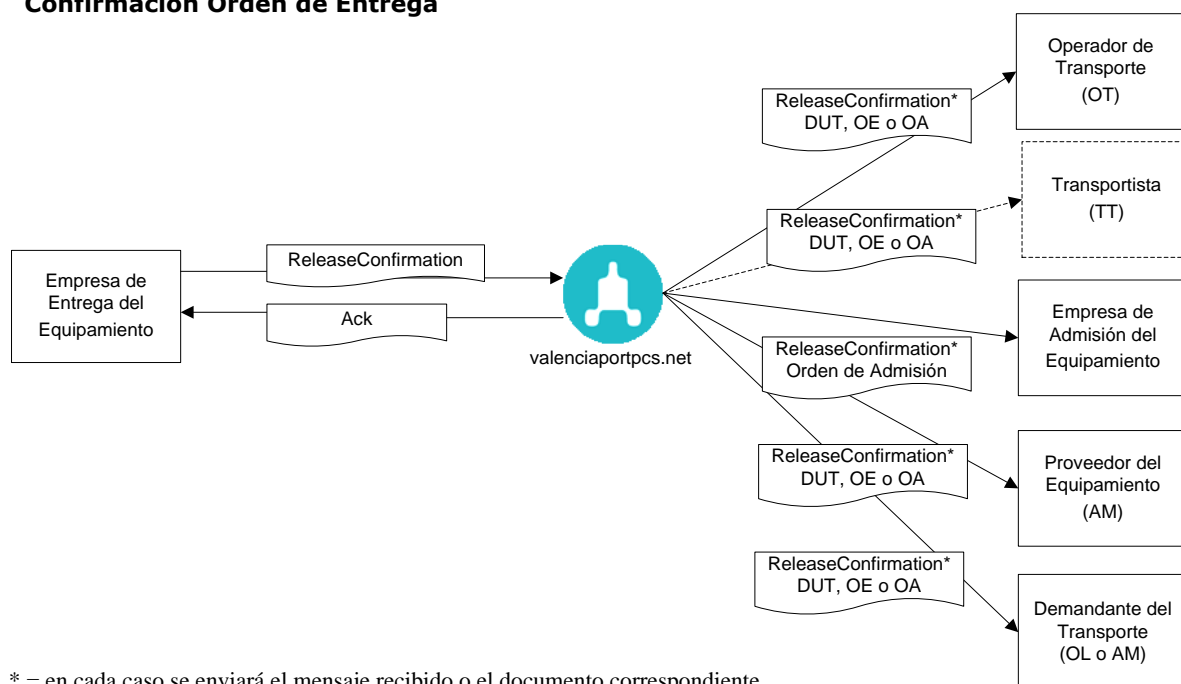 Confirmación Orden de Entrega
Operador de
Transporte
(OT)
ReleaseConfirmation*
DUT, OE o OA
Transportista
(TT)
ReleaseConfirmation*
DUT, OE o OA
ReleaseConfirmation
Empresa de
Entrega del
Equipamiento
Ack
valenciaportpcs.net
Empresa de
Admisión del
Equipamiento
ReleaseConfirmation*
Orden de Admisión
ReleaseConfirmation*
DUT, OE o OA
Proveedor del
Equipamiento
(AM)
ReleaseConfirmation*
DUT, OE o OA
Demandante del
Transporte
(OL o AM)
* = en cada caso se enviará el mensaje recibido o el documento correspondiente